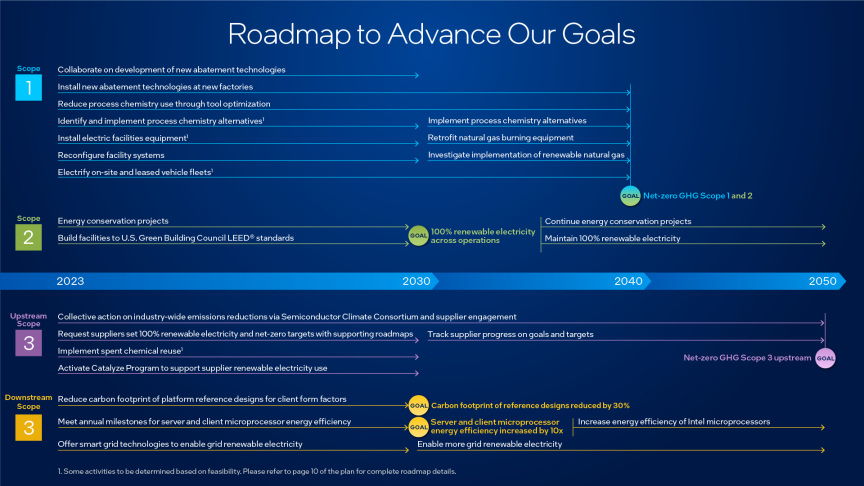 Roadmap to Advance Our Goals
Scope
1
Collaborate on development of new abatement technologies
Install new abatement technologies at new factories
Reduce process chemistry use through tool optimization
Identify and implement process chemistry alternatives¹
Implement process chemistry alternatives
Install electric facilities equipment¹
Retrofit natural gas burning equipment
Reconfigure facility systems
Investigate implementation of renewable natural gas
Electrify on-site and leased vehicle fleets¹
GOAL
Net-zero GHG Scope 1 and 2
Scope
2
Energy conservation projects
Build facilities to U.S. Green Building Council LEED® standards
GOAL
100% renewable electricity
across operations
Continue energy conservation projects
Maintain 100% renewable electricity
2023
2030
2040
2050
Upstream
Scope
3
Collective action on industry-wide emissions reductions via Semiconductor Climate Consortium and supplier engagement
Request suppliers set 100% renewable electricity and net-zero targets with supporting roadmaps
Track supplier progress on goals and targets
Implement spent chemical reuse¹
Activate Catalyze Program to support supplier renewable electricity use
Net-zero GHG Scope 3 upstream
GOAL
Downstream
Scope
3
Reduce carbon footprint of platform reference designs for client form factors
GOAL
Carbon footprint of reference designs reduced by 30%
Meet annual milestones for server and client microprocessor energy efficiency
GOAL
Server and client microprocessor
energy efficiency increased by 10x
Increase energy efficiency of Intel microprocessors
Offer smart grid technologies to enable grid renewable electricity
Enable more grid renewable electricity
1. Some activities to be determined based on feasibility. Please refer to page 10 of the plan for complete roadmap details.